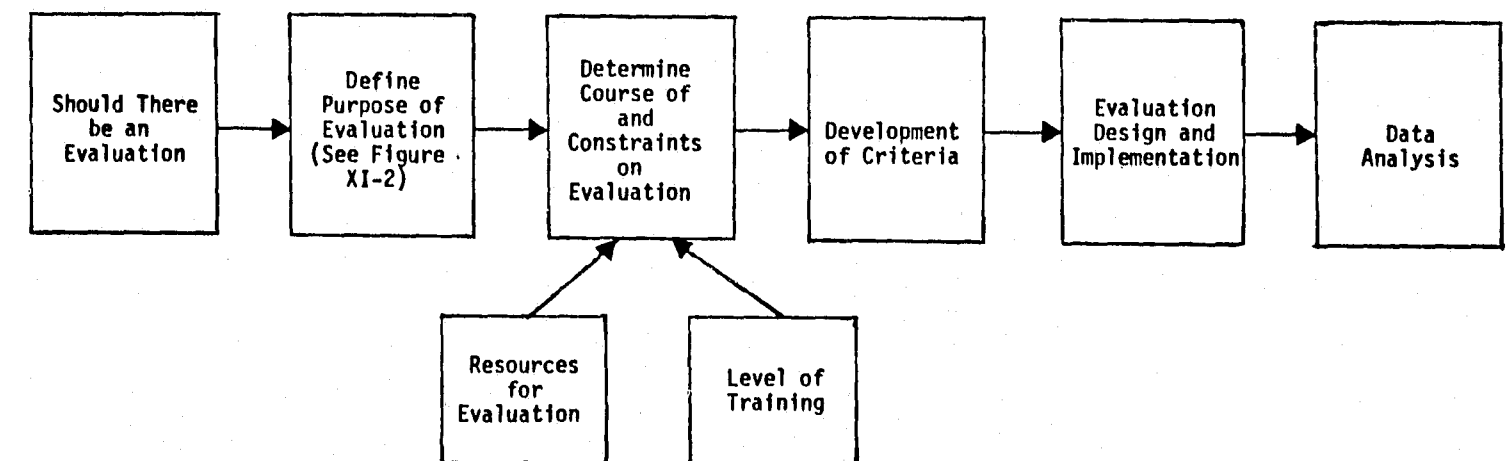 Should There
be an
Evaluation
Define
Purpose of
Evaluation
(See Figure
XI-2)
Determine
Course of
and
Constraints
on
Evaluation
Development
of Criteria
Evaluation
Design and
Implementation
Data
Analysis
Resources
for
Evaluation
Level of
Training